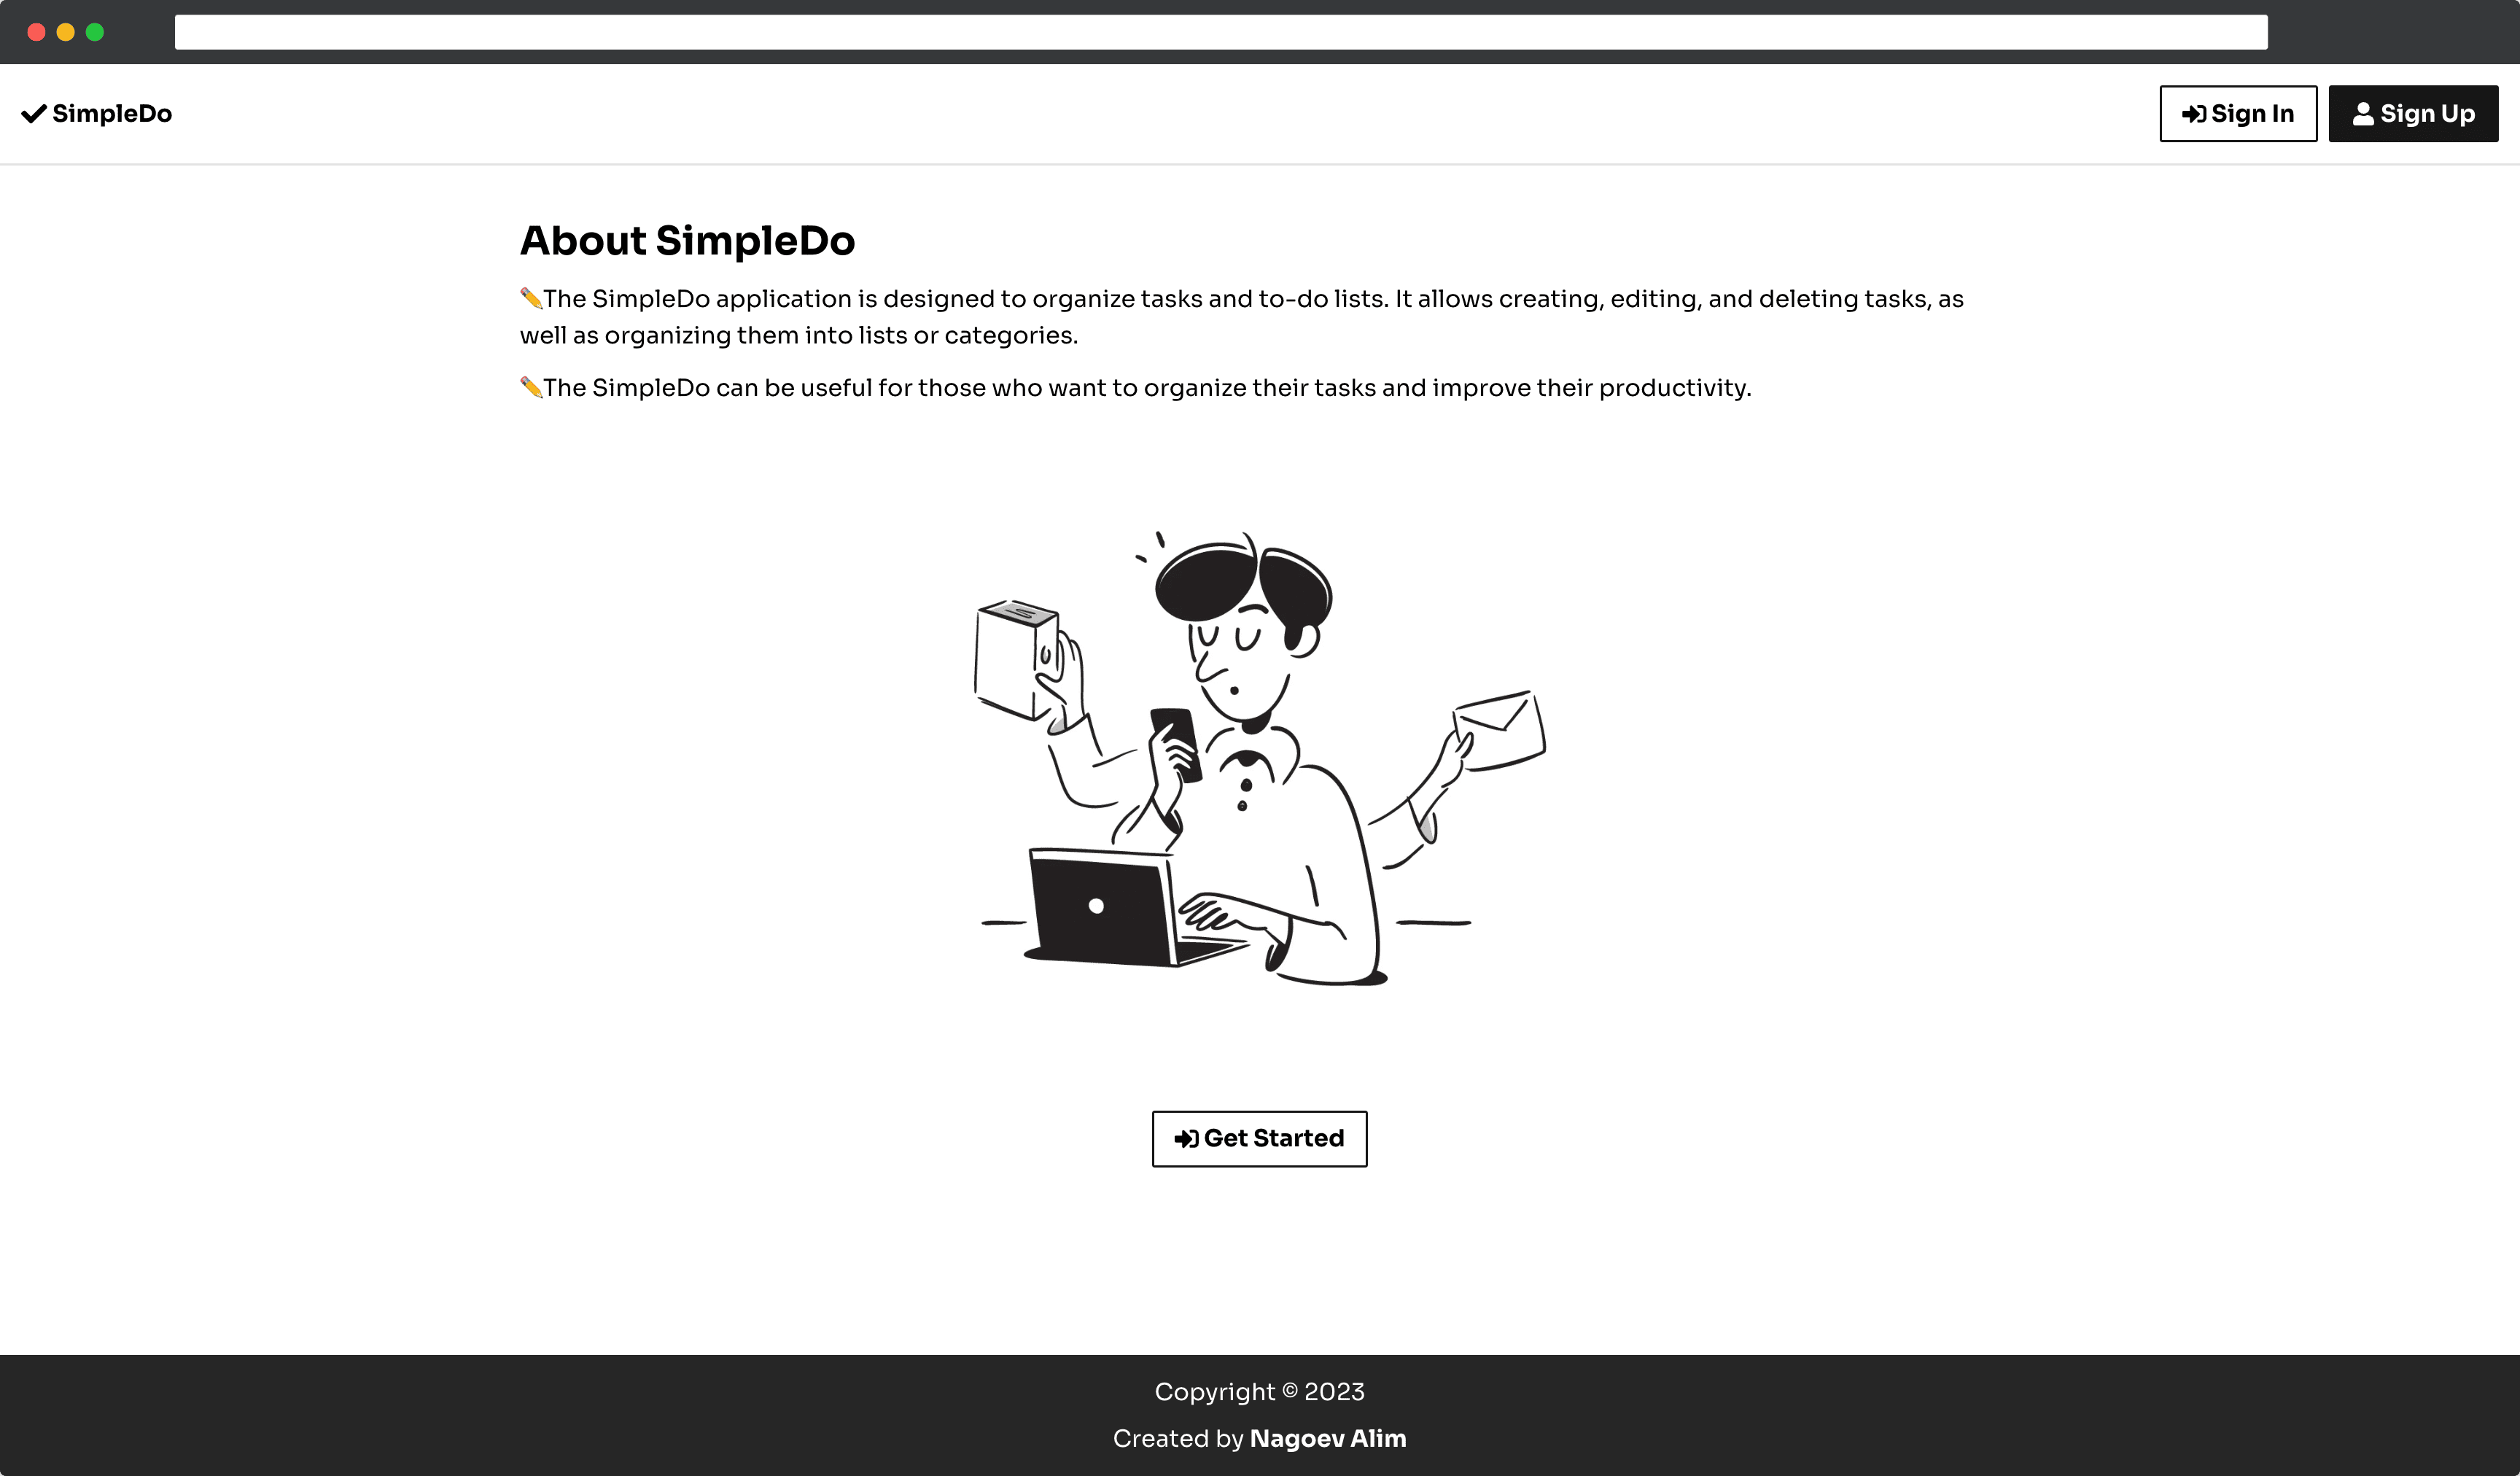 SimpleDo
Sign In
Sign Up
About SimpleDo
✏️The SimpleDo application is designed to organize tasks and to-do lists. It allows creating, editing, and deleting tasks, as
well as organizing them into lists or categories.
✏️The SimpleDo can be useful for those who want to organize their tasks and improve their productivity.
Get Started
Copyright © 2023
Created by Nagoev Alim